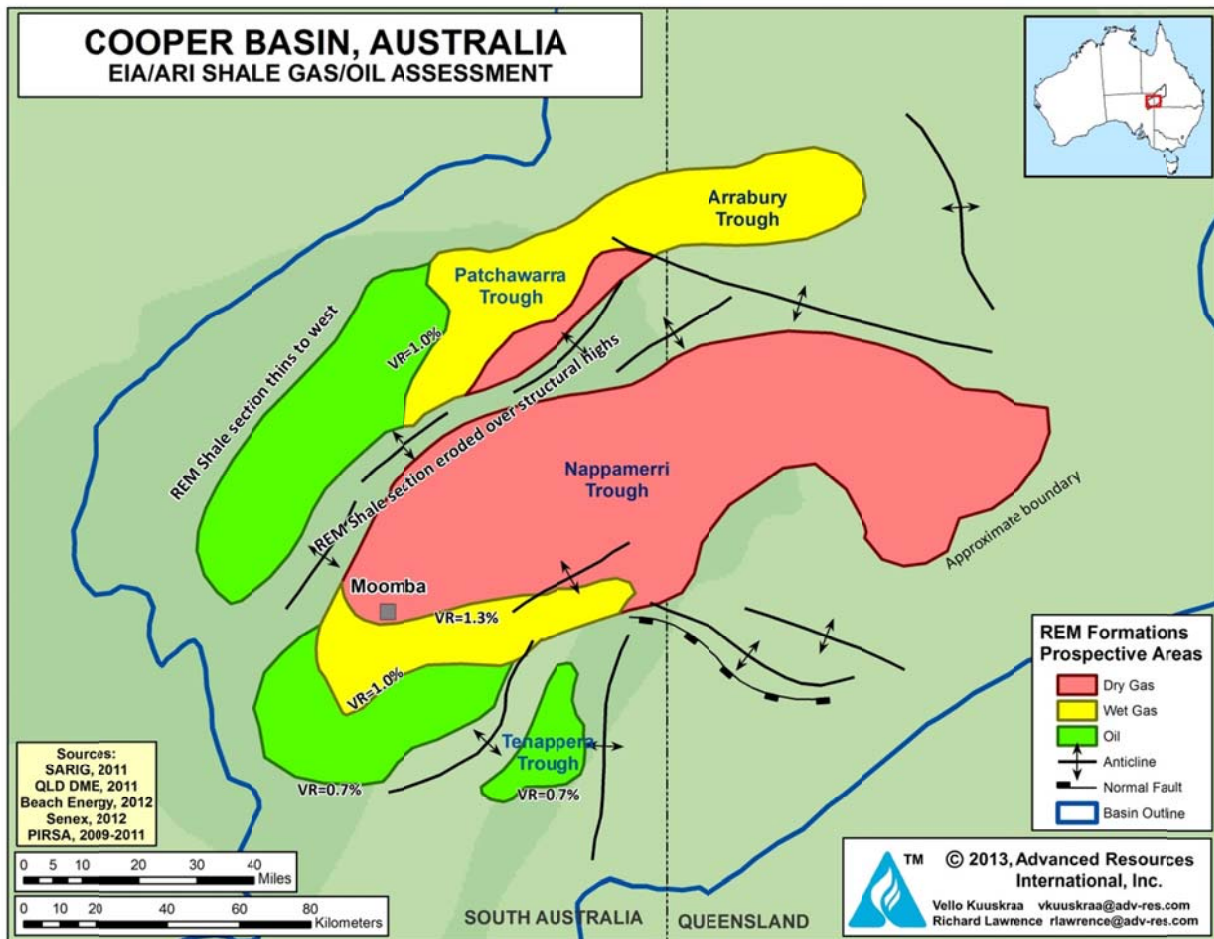 COOPER BASIN, AUSTRALIA
EIA/ARI SHALE GAS/OIL ASSESSMENT
Arrabury
Trough
Patchawarra
Trough
VR=1.0%
REM Shale section thins to west
REM Shale section eroded over structural highs
Nappamerri
Trough
Approximate boundary
Moomba
VR=1.3%
VR=1.0%
Tenappera
Trough
VR=0.7%
VR=0.7%
REM Formations
Prospective Areas
Dry Gas
Wet Gas
Oil
Anticline
Normal Fault
Basin Outline
Sources:
SARIG, 2011
QLD DME, 2011
Beach Energy, 2012
Senex, 2012
PIRSA, 2009-2011
0 5 10 20 30 40
Miles
0 10 20 40 60 80
Kilometers
SOUTH AUSTRALIA
QUEENSLAND
TM
© 2013, Advanced Resources
International, Inc.
Vello Kuuskraa vkuuskraa@adv-res.com
Richard Lawrence rlawrence@adv-res.com